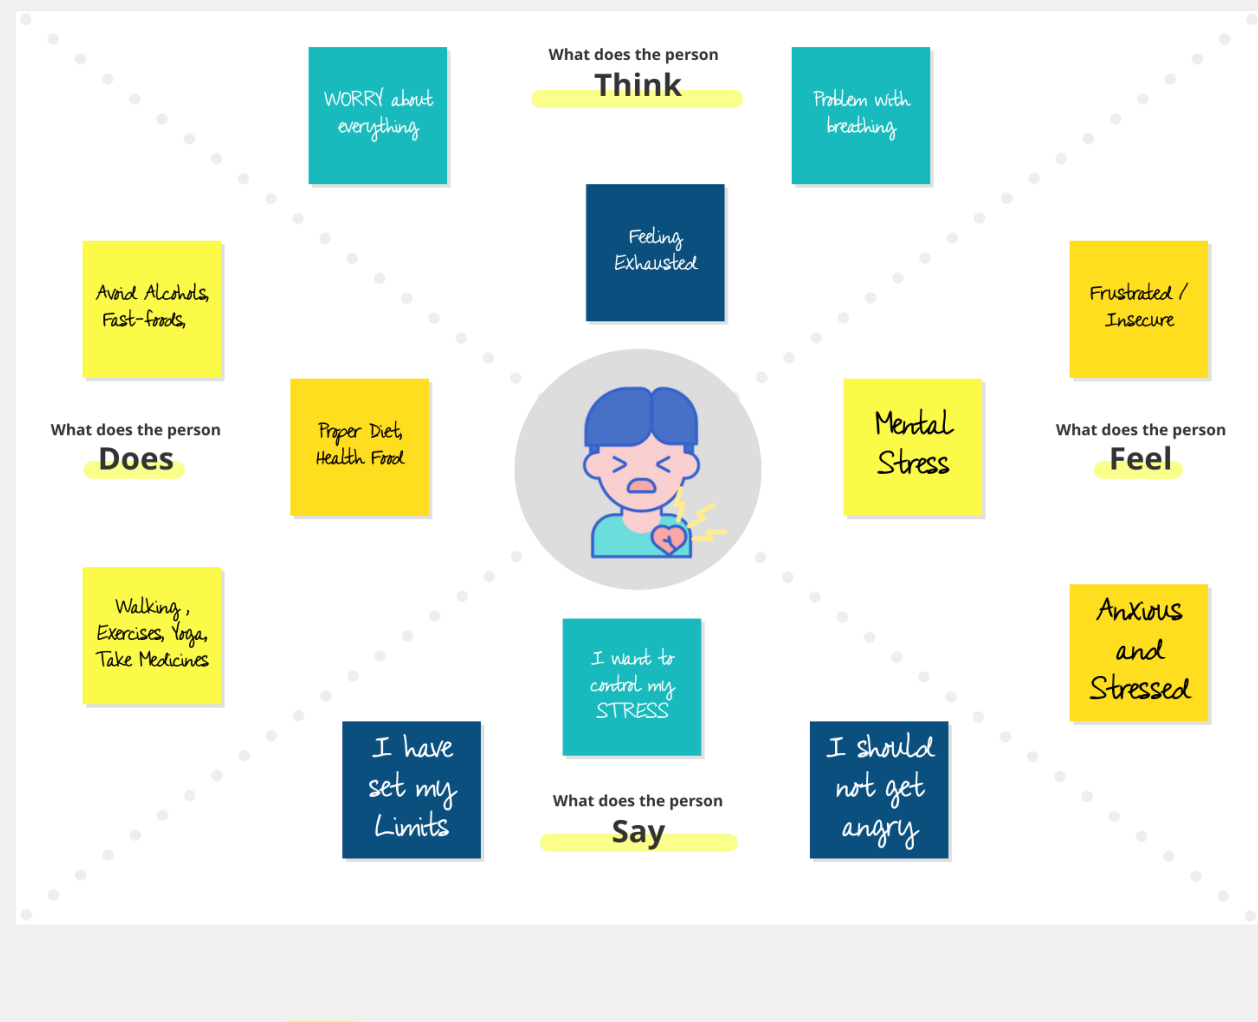 What does the person
Think
WORRY about
everything
Problem with
breathing
Feeling
Exhausted
Avoid Alcohols,
Fast-foods,
Frustrated /
Insecure
What does the person
Does
Proper Diet,
Health Food
Mental
Stress
What does the person
Feel
Walking ,
Exercises, Yoga,
Take Medicines
Anxious
and
Stressed
I want to
control my
STRESS
I have
set my
Limits
I should
not get
angry
What does the person
Say